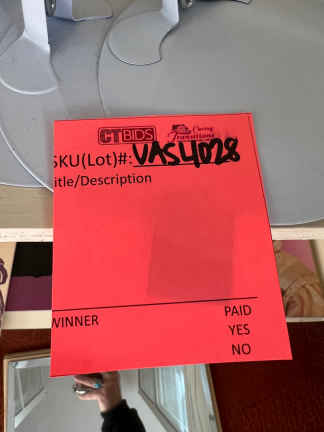 CTBIDS Caring Transitions
SKU(Lot)#: VAS4028
itle/Description
WINNER PAID
YES
NO